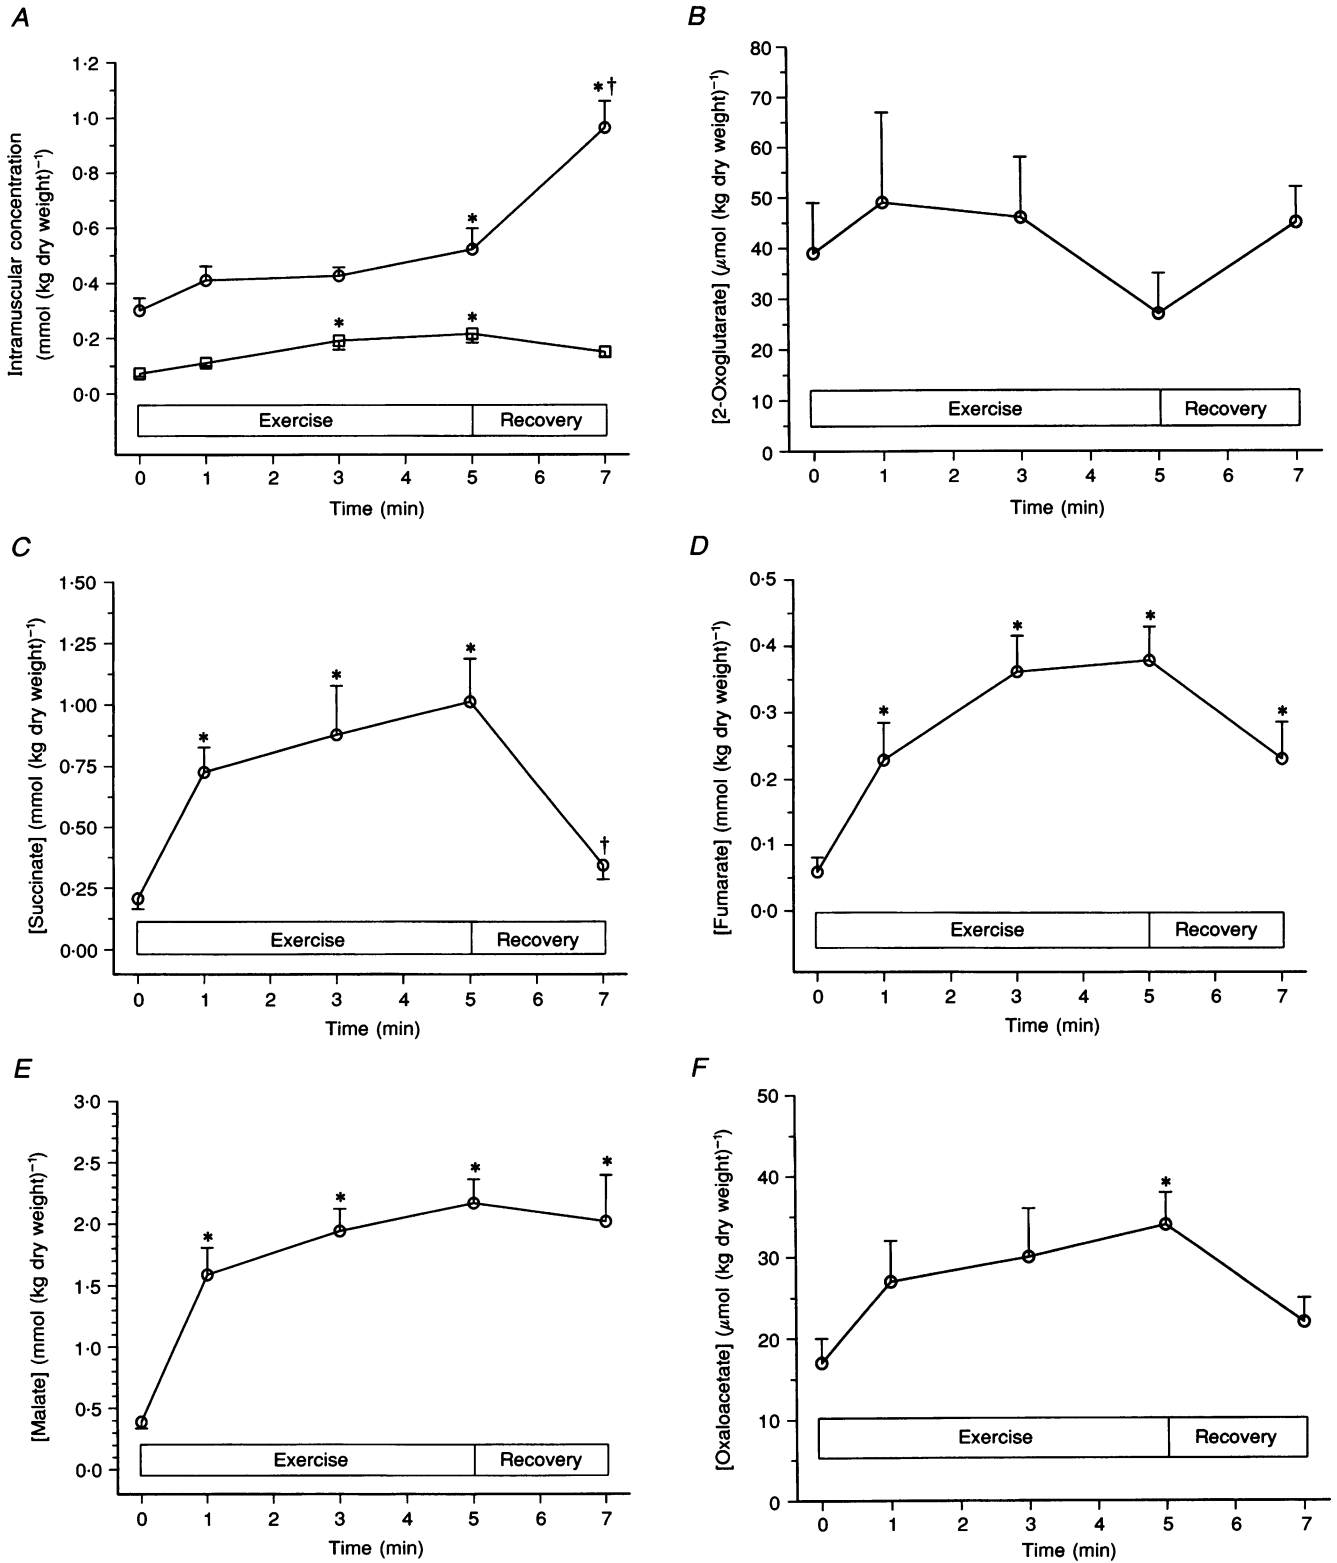 A
Intramuscular concentration
(mmol (kg dry weight)⁻¹)
1·2
1·0
0·8
0·6
0·4
0·2
0·0
*†
*
*
*
Exercise
Recovery
0 1 2 3 4 5 6 7
Time (min)
B
[2-Oxoglutarate] (μmol (kg dry weight)⁻¹)
80
70
60
50
40
30
20
10
0
Exercise
Recovery
0 1 2 3 4 5 6 7
Time (min)
C
[Succinate] (mmol (kg dry weight)⁻¹)
1·50
1·25
1·00
0·75
0·50
0·25
0·00
*
*
*
†
Exercise
Recovery
0 1 2 3 4 5 6 7
Time (min)
D
[Fumarate] (mmol (kg dry weight)⁻¹)
0·5
0·4
0·3
0·2
0·1
0·0
*
*
*
*
Exercise
Recovery
0 1 2 3 4 5 6 7
Time (min)
E
[Malate] (mmol (kg dry weight)⁻¹)
3·0
2·5
2·0
1·5
1·0
0·5
0·0
*
*
*
*
Exercise
Recovery
0 1 2 3 4 5 6 7
Time (min)
F
[Oxaloacetate] (μmol (kg dry weight)⁻¹)
50
40
30
20
10
0
*
Exercise
Recovery
0 1 2 3 4 5 6 7
Time (min)